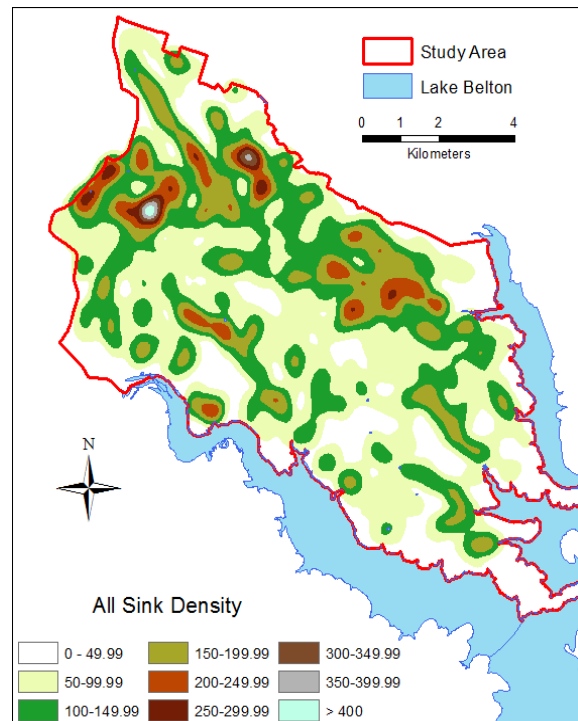 Study Area
Lake Belton
0 1 2 4
Kilometers
N
All Sink Density
0 - 49.99
150-199.99
300-349.99
50-99.99
200-249.99
350-399.99
100-149.99
250-299.99
> 400